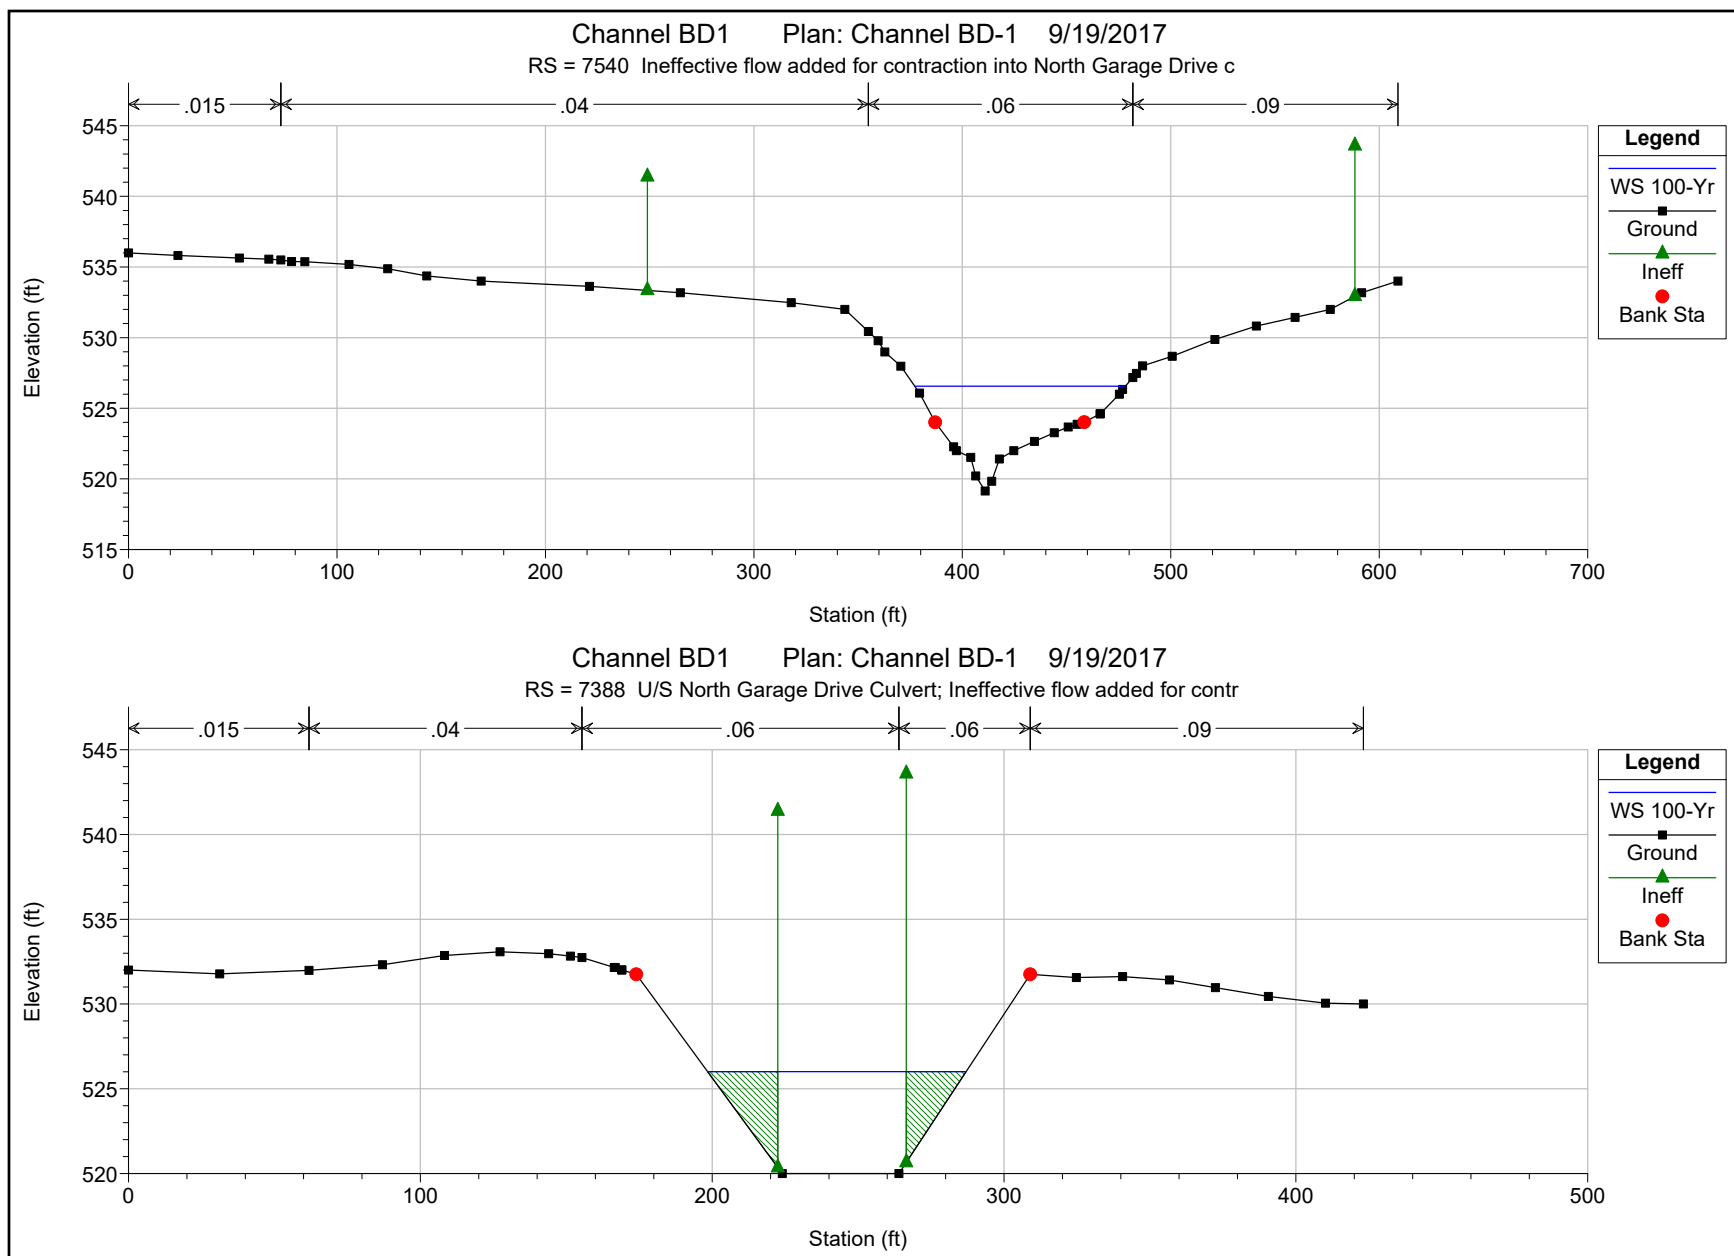 Channel BD1 Plan: Channel BD-1 9/19/2017
RS = 7540 Ineffective flow added for contraction into North Garage Drive c
.015 .04 .06 .09
545
540
535
530
525
520
515
Elevation (ft)
0 100 200 300 400 500 600 700
Station (ft)
Legend
WS 100-Yr
Ground
Ineff
Bank Sta
Channel BD1 Plan: Channel BD-1 9/19/2017
RS = 7388 U/S North Garage Drive Culvert; Ineffective flow added for contr
.015 .04 .06 .06 .09
545
540
535
530
525
520
Elevation (ft)
0 100 200 300 400 500
Station (ft)
Legend
WS 100-Yr
Ground
Ineff
Bank Sta